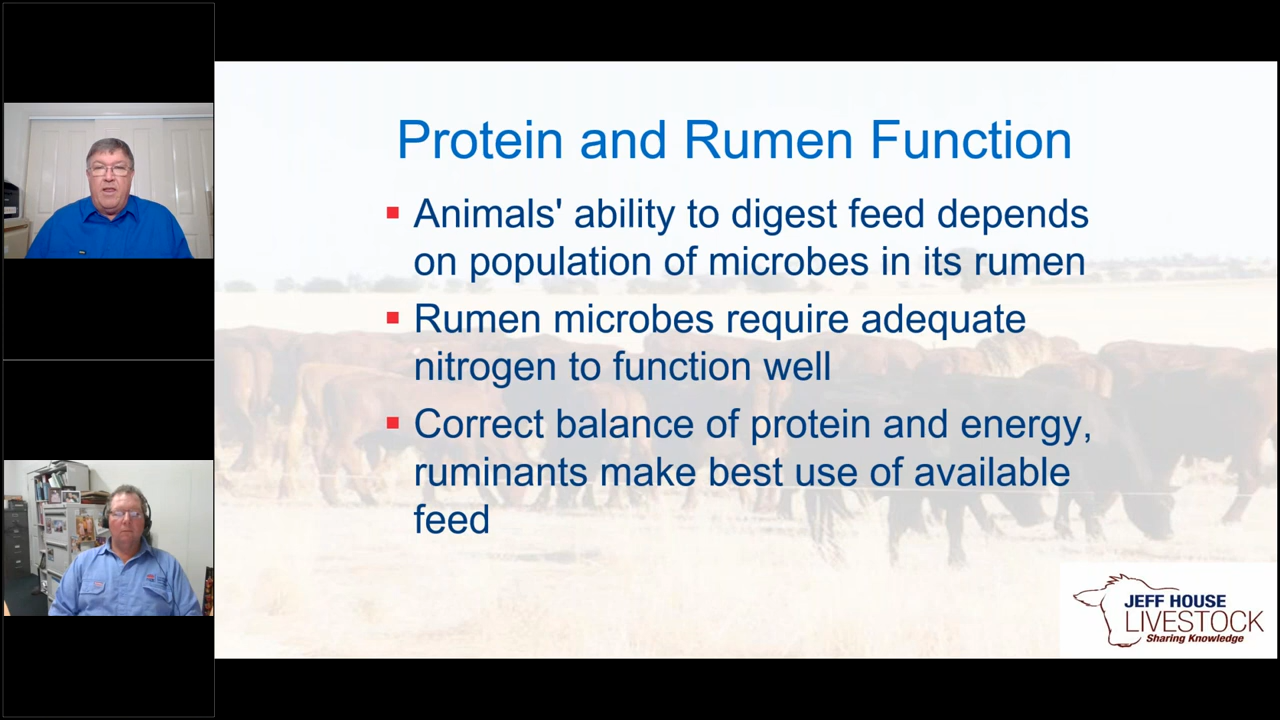 Protein and Rumen Function
Animals' ability to digest feed depends
on population of microbes in its rumen
Rumen microbes require adequate
nitrogen to function well
Correct balance of protein and energy,
ruminants make best use of available
feed
JEFF HOUSE
LIVESTOCK
Sharing Knowledge